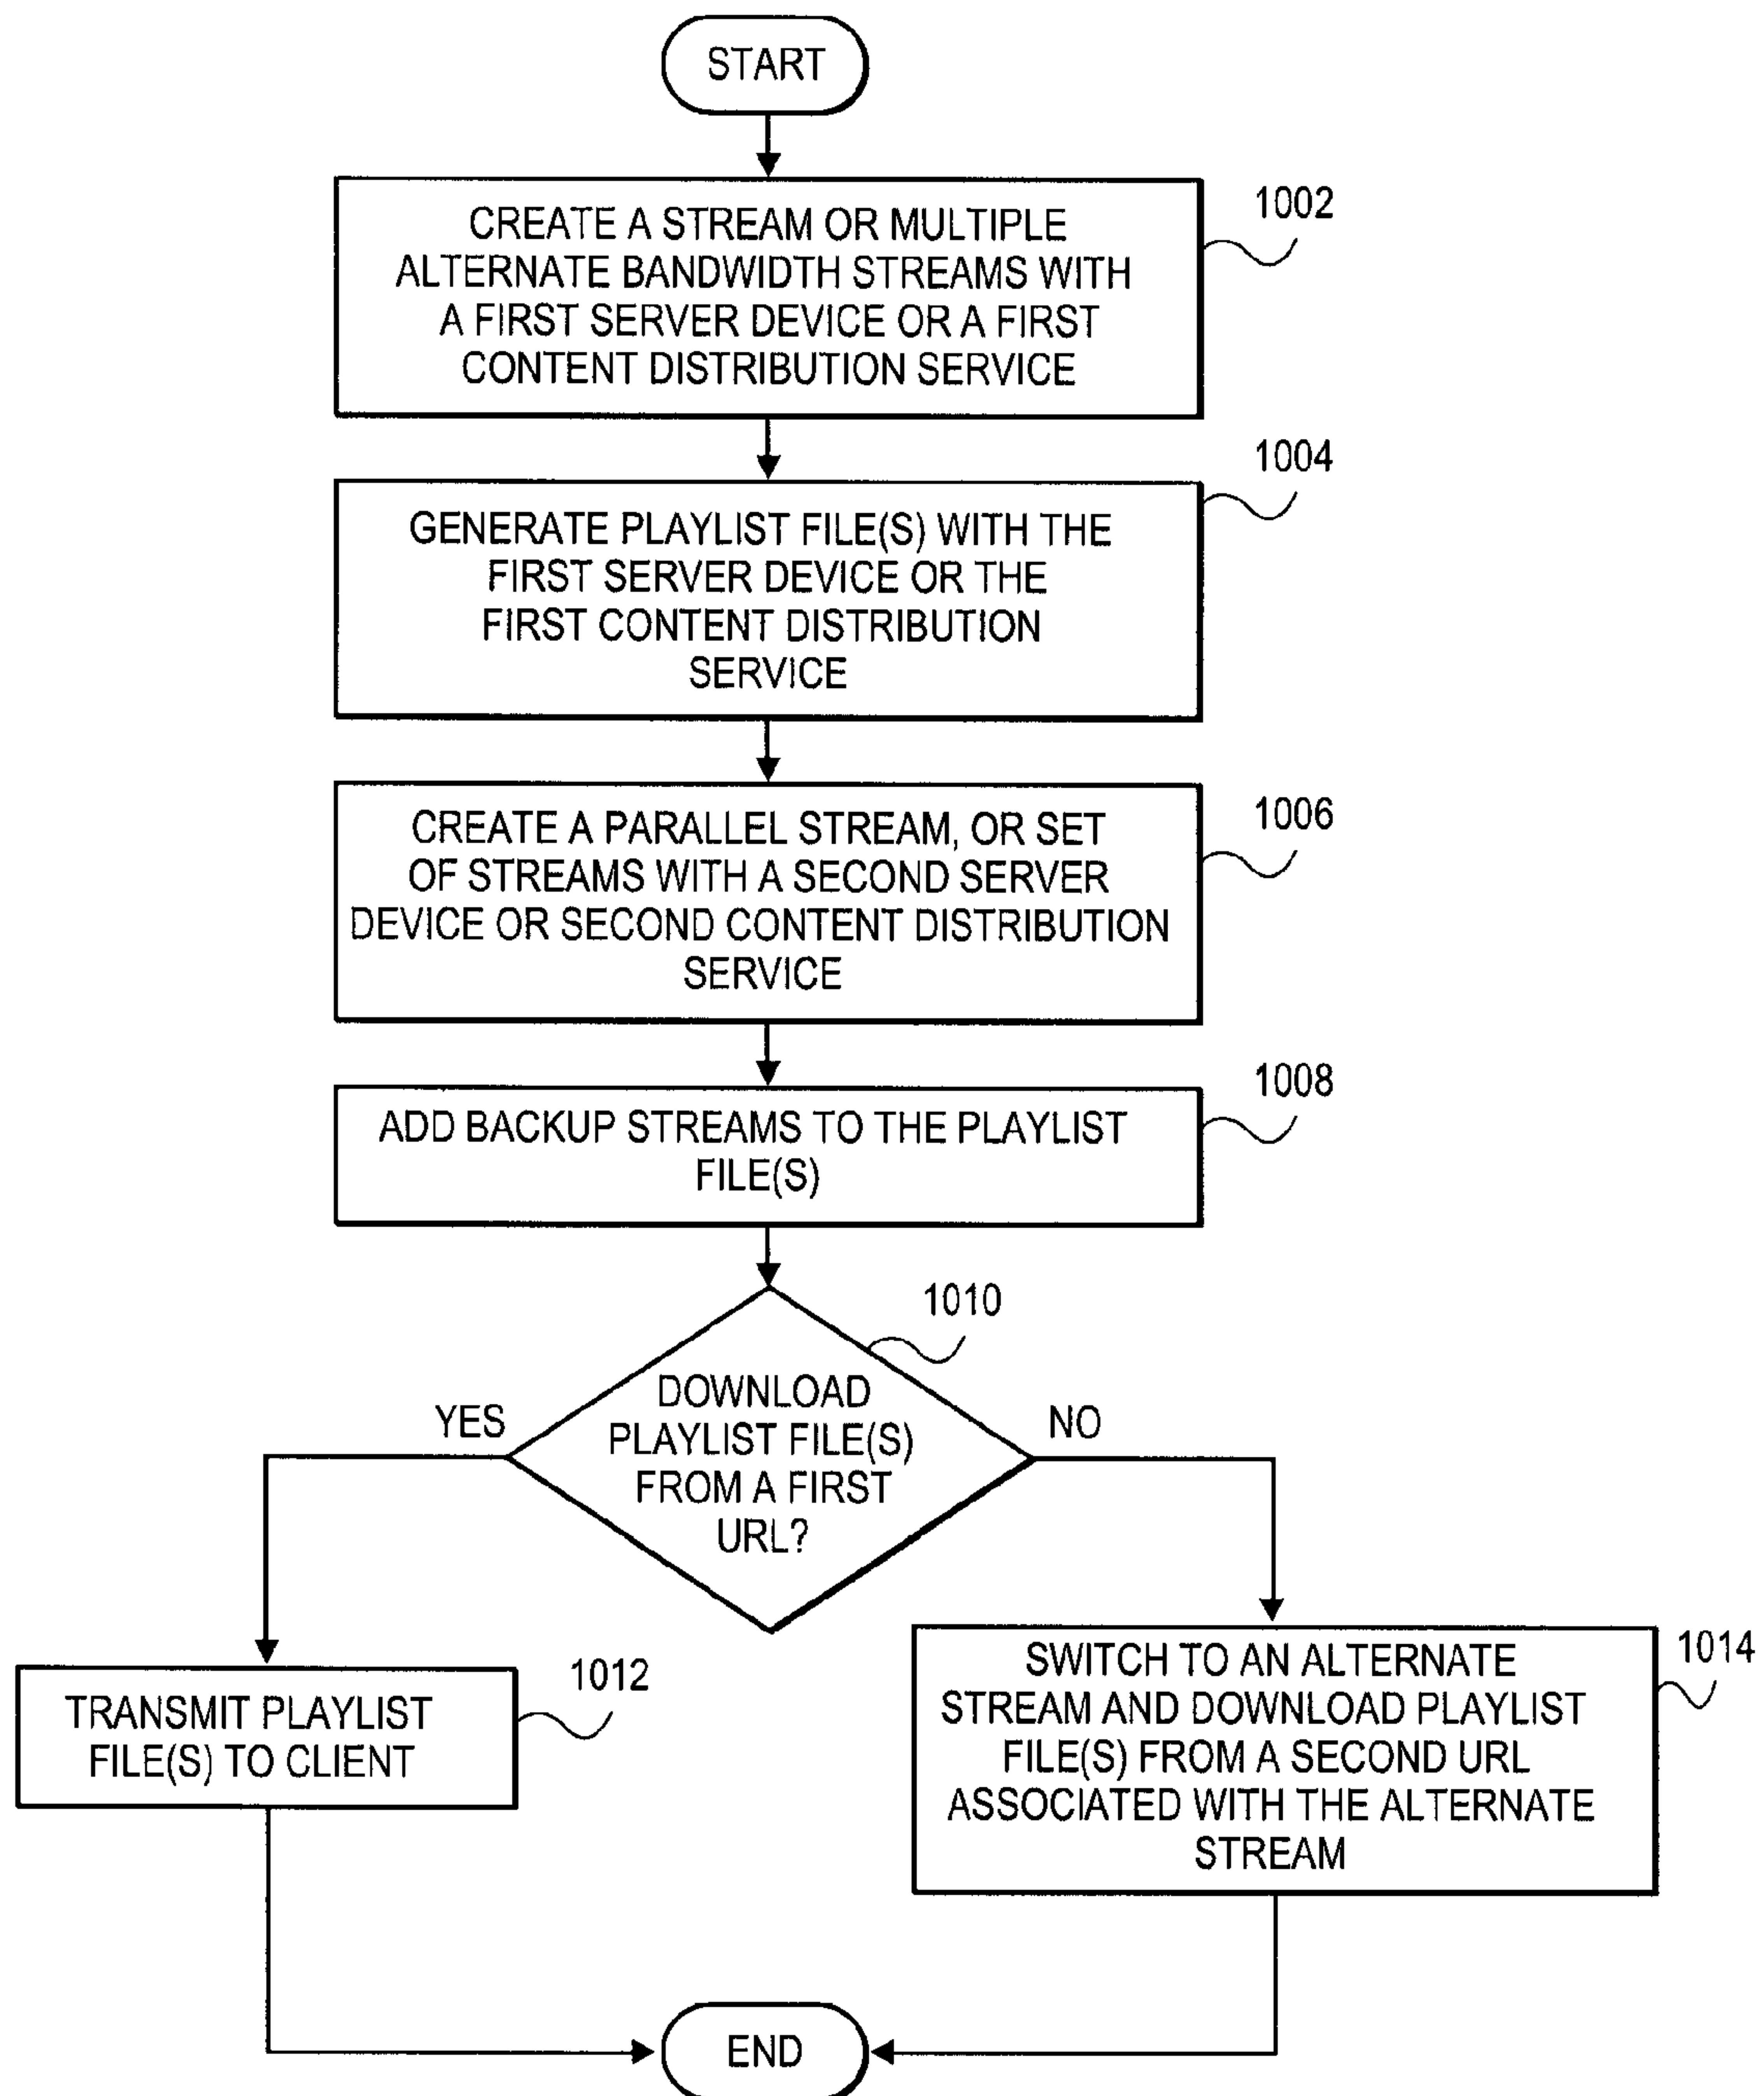 START
CREATE A STREAM OR MULTIPLE
ALTERNATE BANDWIDTH STREAMS WITH
A FIRST SERVER DEVICE OR A FIRST
CONTENT DISTRIBUTION SERVICE
1002
GENERATE PLAYLIST FILE(S) WITH THE
FIRST SERVER DEVICE OR THE
FIRST CONTENT DISTRIBUTION
SERVICE
1004
CREATE A PARALLEL STREAM, OR SET
OF STREAMS WITH A SECOND SERVER
DEVICE OR SECOND CONTENT DISTRIBUTION
SERVICE
1006
ADD BACKUP STREAMS TO THE PLAYLIST
FILE(S)
1008
1010
DOWNLOAD
PLAYLIST FILE(S)
FROM A FIRST
URL?
YES
NO
TRANSMIT PLAYLIST
FILE(S) TO CLIENT
1012
SWITCH TO AN ALTERNATE
STREAM AND DOWNLOAD PLAYLIST
FILE(S) FROM A SECOND URL
ASSOCIATED WITH THE ALTERNATE
STREAM
1014
END